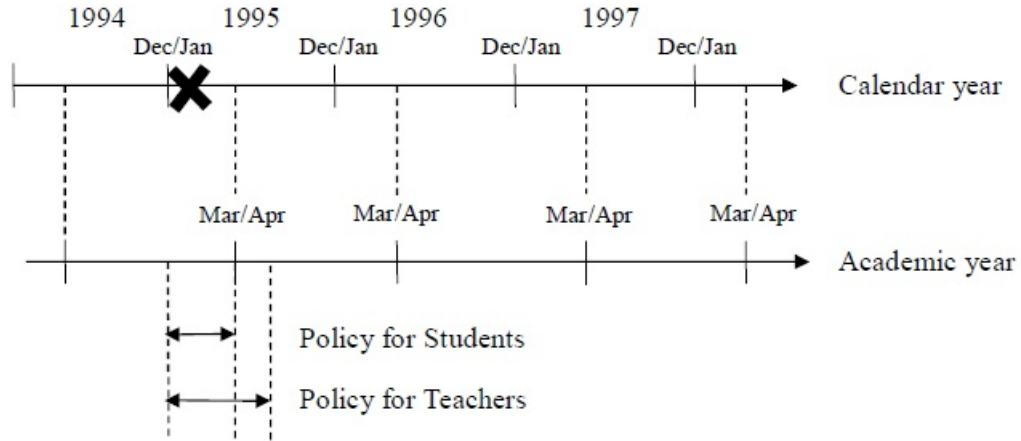 1994 1995 1996 1997
Dec/Jan Dec/Jan Dec/Jan Dec/Jan
Calendar year
Mar/Apr Mar/Apr Mar/Apr Mar/Apr
Academic year
Policy for Students
Policy for Teachers